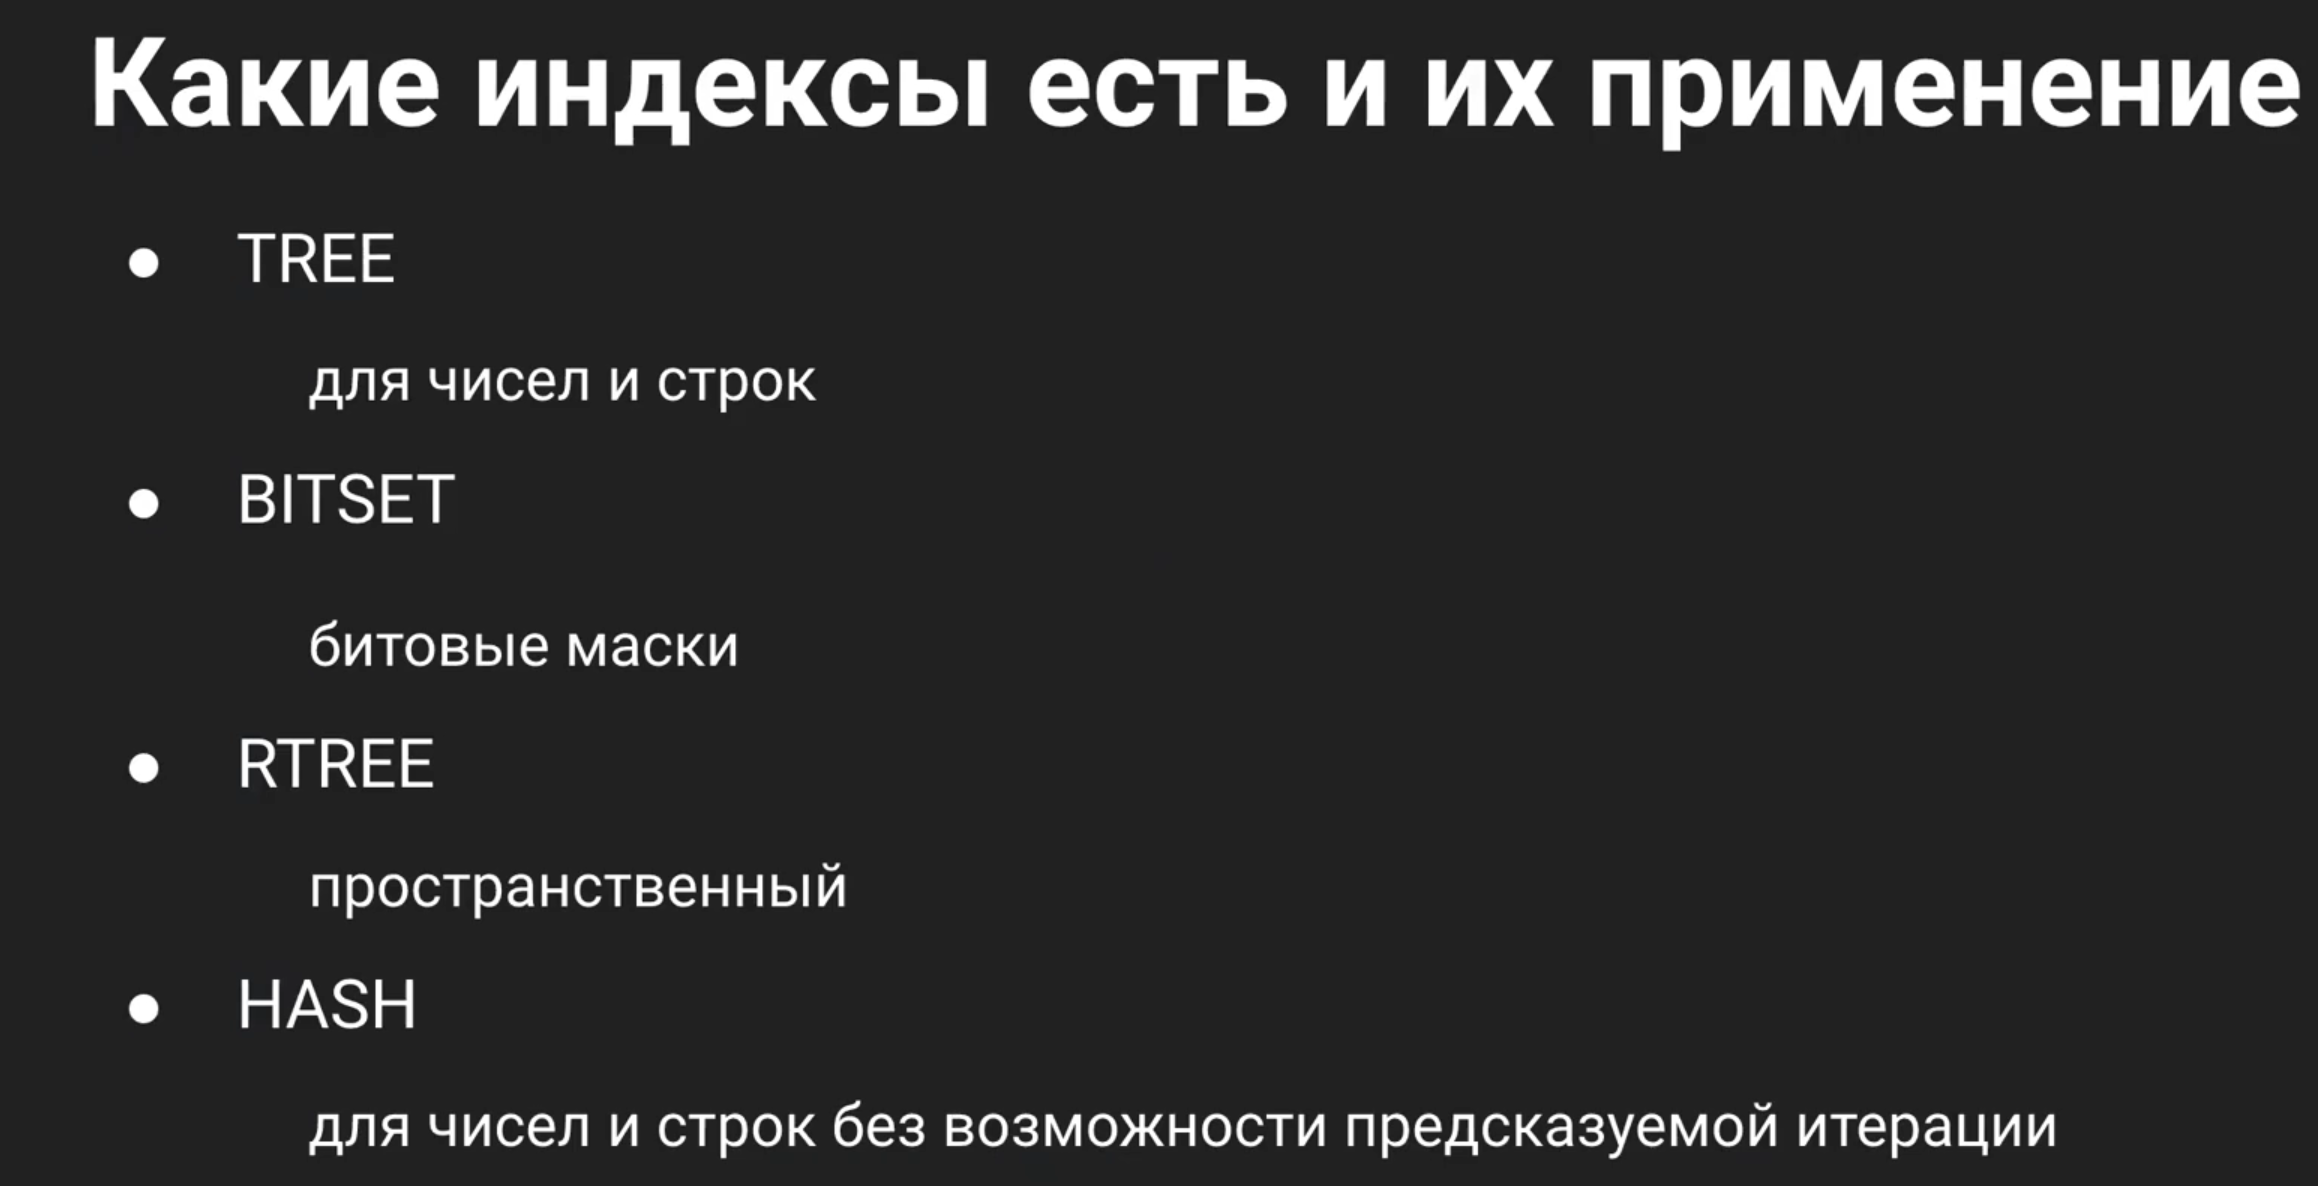 Какие индексы есть и их применение
● TREE
для чисел и строк
● BITSET
битовые маски
● RTREE
пространственный
● HASH
для чисел и строк без возможности предсказуемой итерации